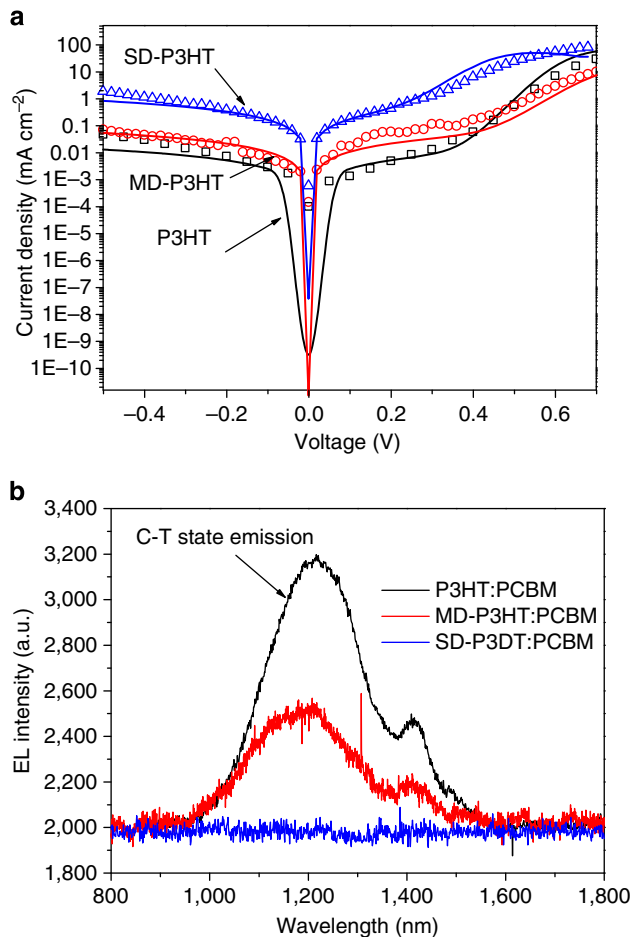 a
100
10
1
0.1
0.01
1E–3
1E–4
1E–5
1E–6
1E–7
1E–8
1E–9
1E–10
Current density (mA cm–2)
SD-P3HT
MD-P3HT
P3HT
–0.4
–0.2
0.0
0.2
0.4
0.6
Voltage (V)
b
3,400
3,200
3,000
2,800
2,600
2,400
2,200
2,000
1,800
EL intensity (a.u.)
C-T state emission
P3HT:PCBM
MD-P3HT:PCBM
SD-P3DT:PCBM
800
1,000
1,200
1,400
1,600
1,800
Wavelength (nm)